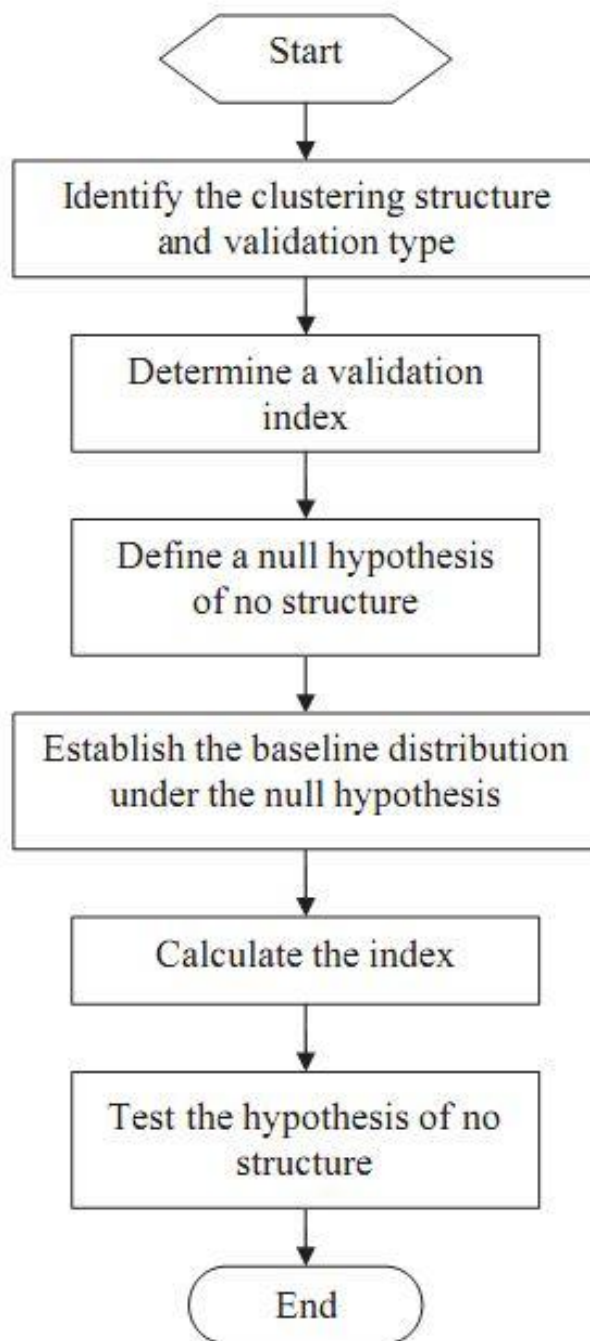 Start
Identify the clustering structure
and validation type
Determine a validation
index
Define a null hypothesis
of no structure
Establish the baseline distribution
under the null hypothesis
Calculate the index
Test the hypothesis of no
structure
End